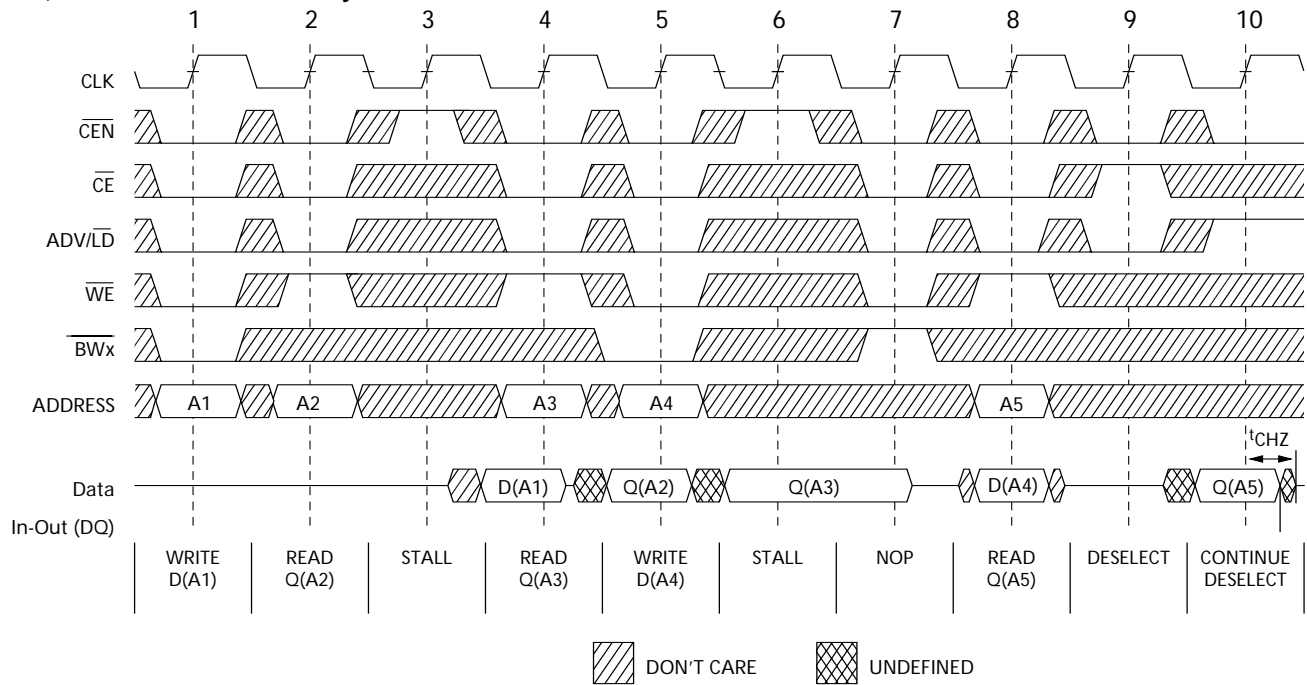 1 2 3 4 5 6 7 8 9 10
CLK
CEN
CE
ADV/LD
WE
BWx
ADDRESS A1 A2 A3 A4 A5
tCHZ
Data D(A1) Q(A2) Q(A3) D(A4) Q(A5)
In-Out (DQ)
WRITE READ STALL READ WRITE STALL NOP READ DESELECT CONTINUE
D(A1) Q(A2) Q(A3) D(A4) Q(A5) DESELECT
DON'T CARE UNDEFINED